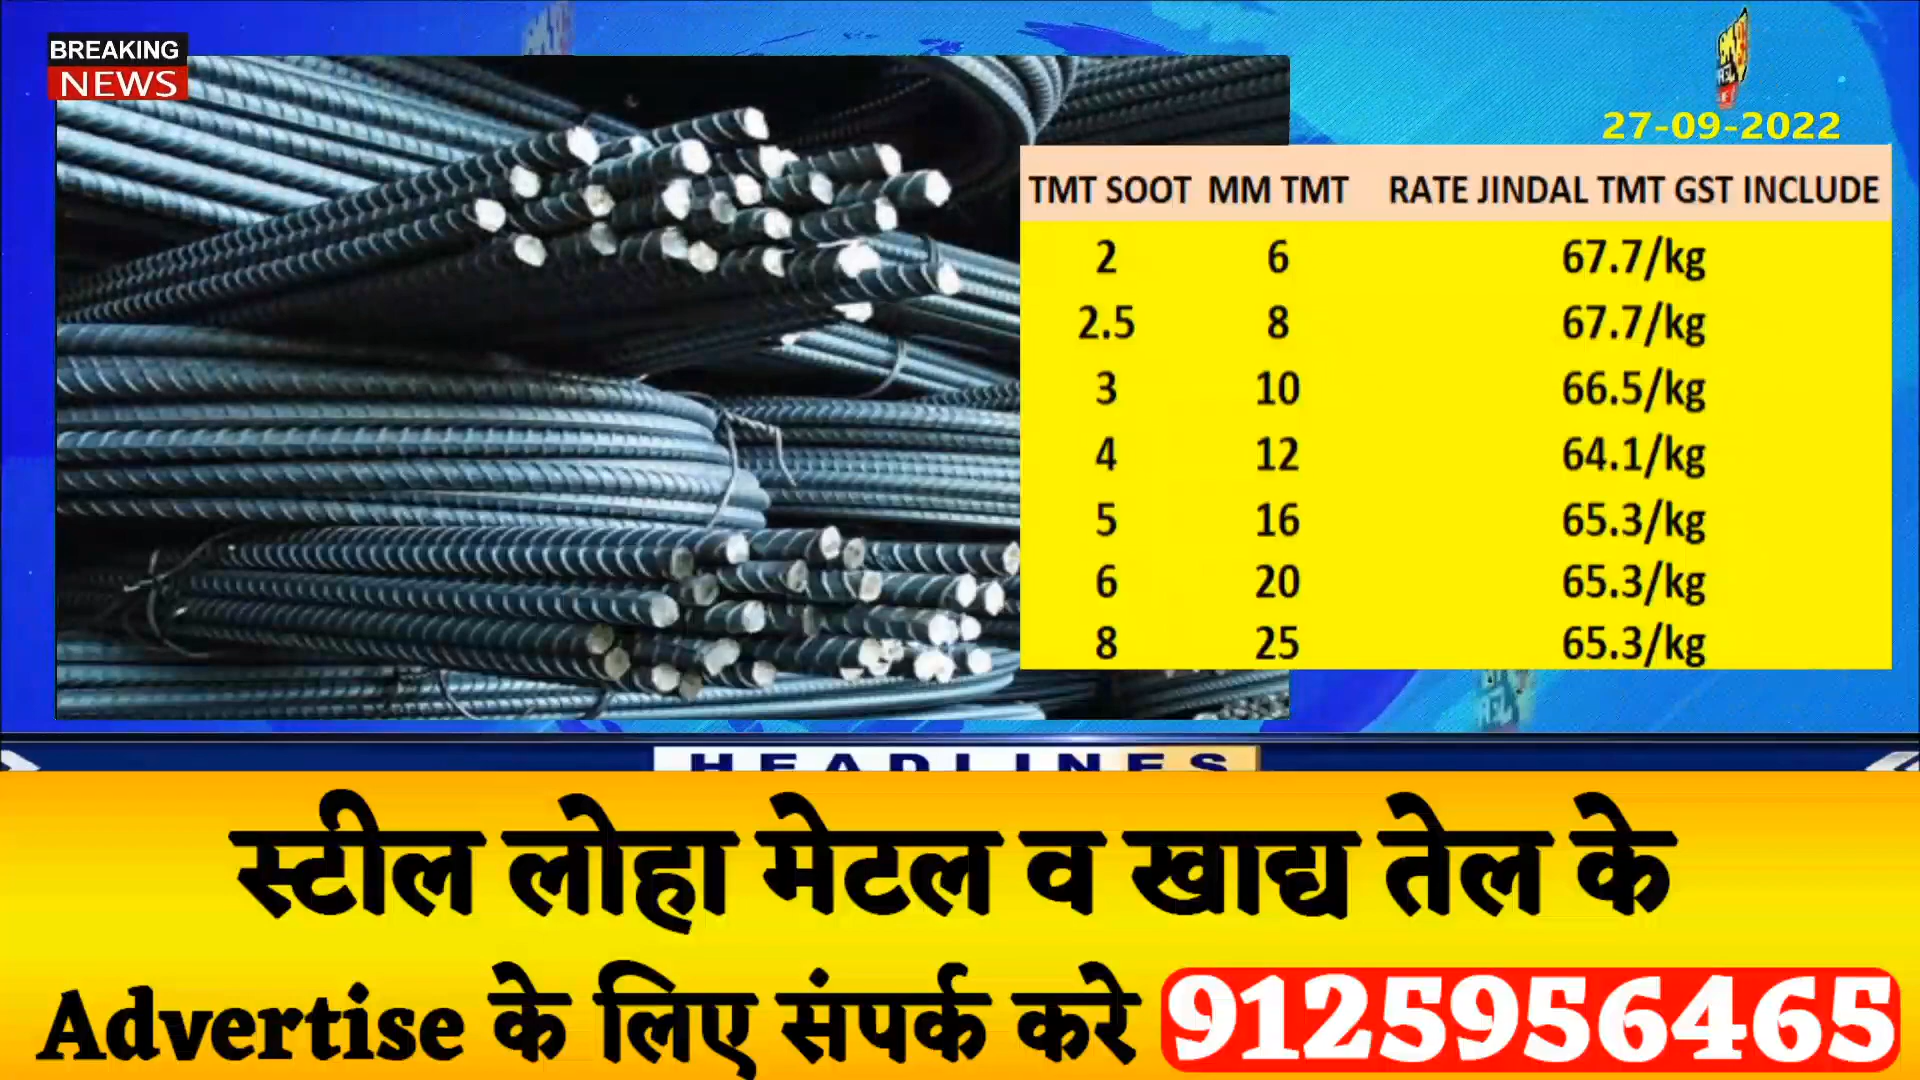 BREAKING
NEWS
27-09-2022
TMT SOOT MM TMT RATE JINDAL TMT GST INCLUDE
2 6 67.7/kg
2.5 8 67.7/kg
3 10 66.5/kg
4 12 64.1/kg
5 16 65.3/kg
6 20 65.3/kg
8 25 65.3/kg
HEADLINES
स्टील लोहा मेटल व खाद्य तेल के
Advertise के लिए संपर्क करे 9125956465